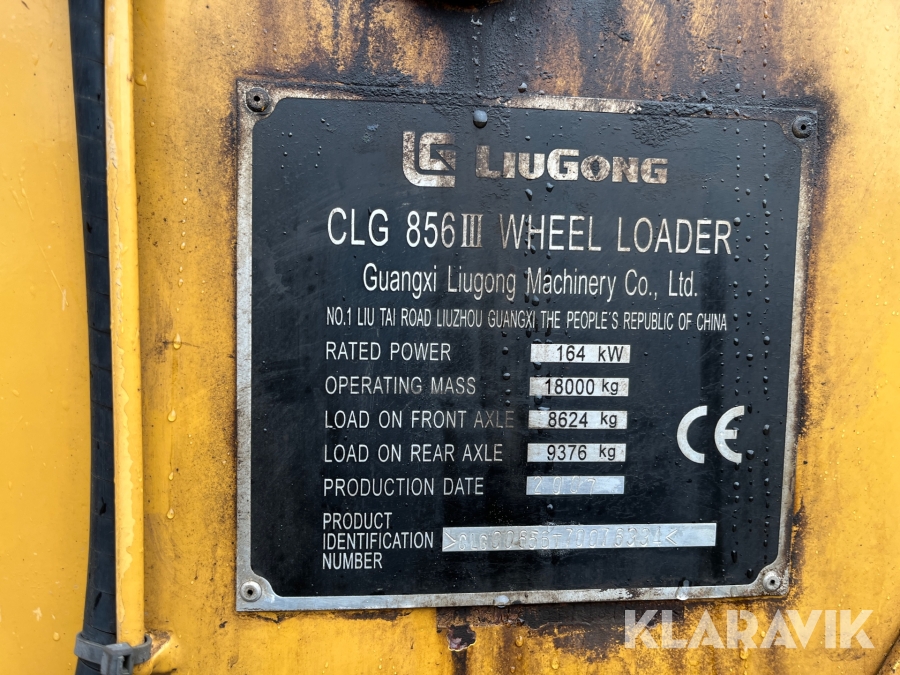 LG LIUGONG
CLG 856III WHEEL LOADER
Guangxi Liugong Machinery Co., Ltd.
NO.1 LIU TAI ROAD LIUZHOU GUANGXI THE PEOPLE'S REPUBLIC OF CHINA
RATED POWER 164 kW
OPERATING MASS 18000 kg
LOAD ON FRONT AXLE 8624 kg
LOAD ON REAR AXLE 9376 kg
CE
PRODUCTION DATE 2007
PRODUCT
IDENTIFICATION
NUMBER
KLARAVIK